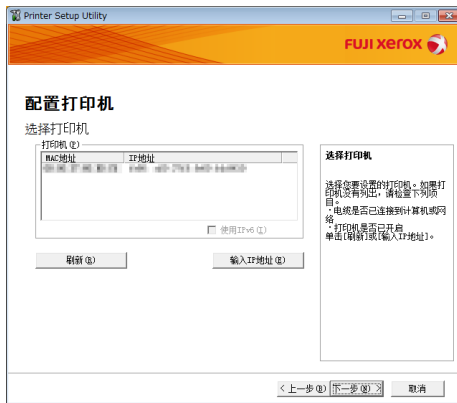 Printer Setup Utility
FUJI XEROX
配置打印机
选择打印机
打印机(P)
MAC地址 IP地址
使用IPv6(I)
刷新(R)
输入IP地址(E)
选择打印机
选择您要设置的打印机。如果打
印机没有列出，请检查下列项
目。
·电缆是否已连接到计算机或网
络
·打印机是否已开启
单击[刷新]或[输入IP地址]。
<上一步(B)
下一步(N)>
取消